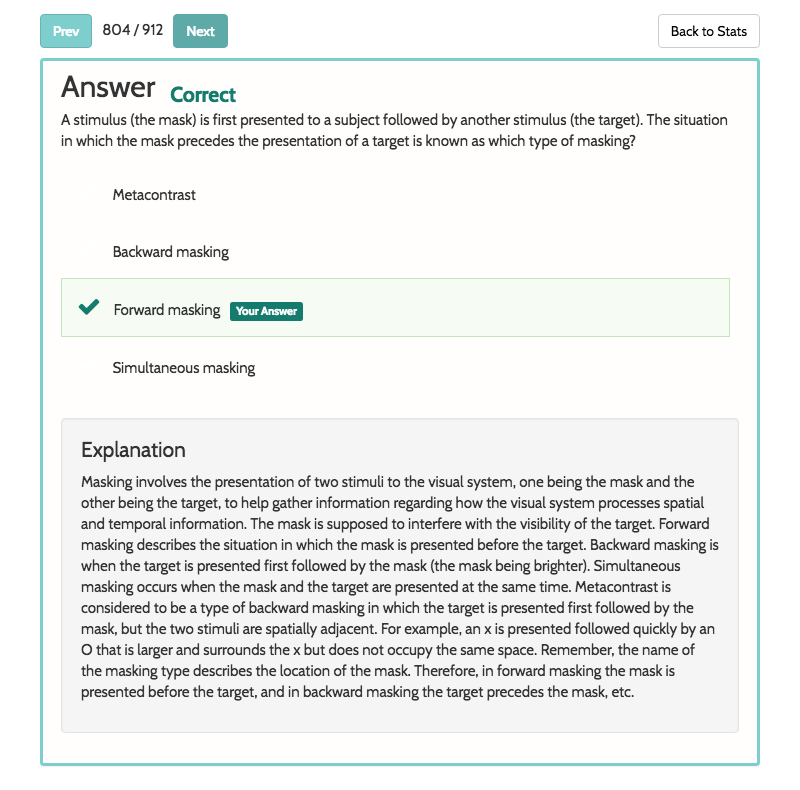 Prev 804 / 912 Next Back to Stats
Answer Correct
A stimulus (the mask) is first presented to a subject followed by another stimulus (the target). The situation
in which the mask precedes the presentation of a target is known as which type of masking?
Metacontrast
Backward masking
Forward masking Your Answer
Simultaneous masking
Explanation
Masking involves the presentation of two stimuli to the visual system, one being the mask and the
other being the target, to help gather information regarding how the visual system processes spatial
and temporal information. The mask is supposed to interfere with the visibility of the target. Forward
masking describes the situation in which the mask is presented before the target. Backward masking is
when the target is presented first followed by the mask (the mask being brighter). Simultaneous
masking occurs when the mask and the target are presented at the same time. Metacontrast is
considered to be a type of backward masking in which the target is presented first followed by the
mask, but the two stimuli are spatially adjacent. For example, an x is presented followed quickly by an
O that is larger and surrounds the x but does not occupy the same space. Remember, the name of
the masking type describes the location of the mask. Therefore, in forward masking the mask is
presented before the target, and in backward masking the target precedes the mask, etc.